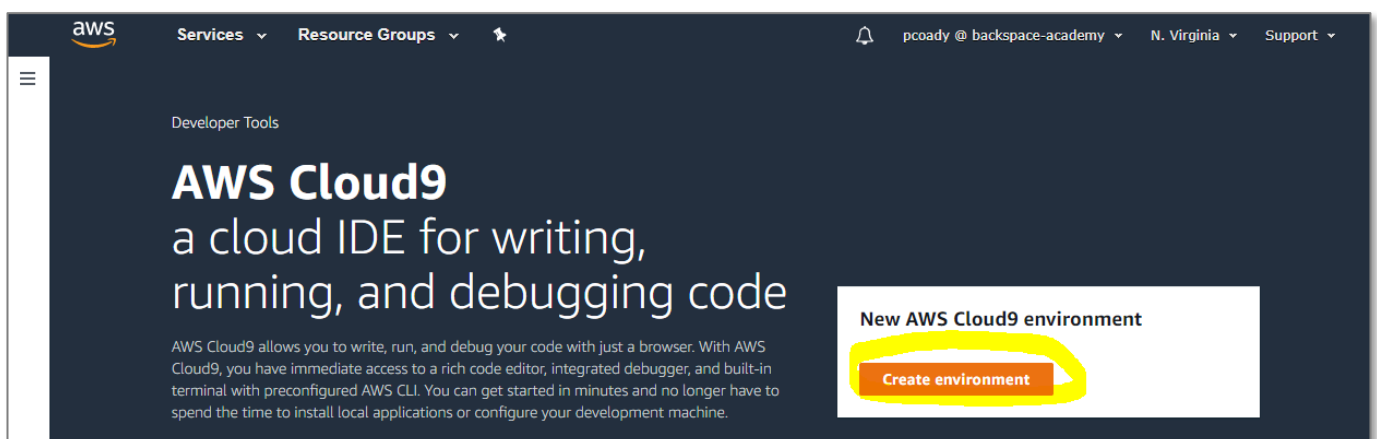 aws Services Resource Groups pcoady @ backspace-academy N. Virginia Support
Developer Tools
AWS Cloud9
a cloud IDE for writing,
running, and debugging code
AWS Cloud9 allows you to write, run, and debug your code with just a browser. With AWS
Cloud9, you have immediate access to a rich code editor, integrated debugger, and built-in
terminal with preconfigured AWS CLI. You can get started in minutes and no longer have to
spend the time to install local applications or configure your development machine.
New AWS Cloud9 environment
Create environment